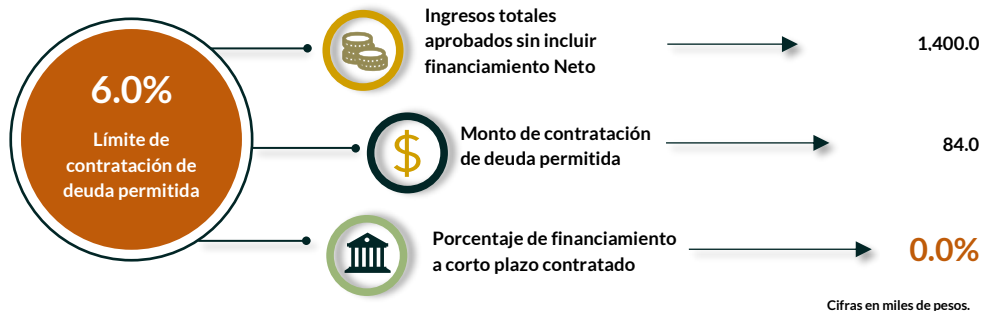 6.0%
Límite de
contratación de
deuda permitida
Ingresos totales
aprobados sin incluir
financiamiento Neto
1,400.0
$
Monto de contratación
de deuda permitida
84.0
Porcentaje de financiamiento
a corto plazo contratado
0.0%
Cifras en miles de pesos.